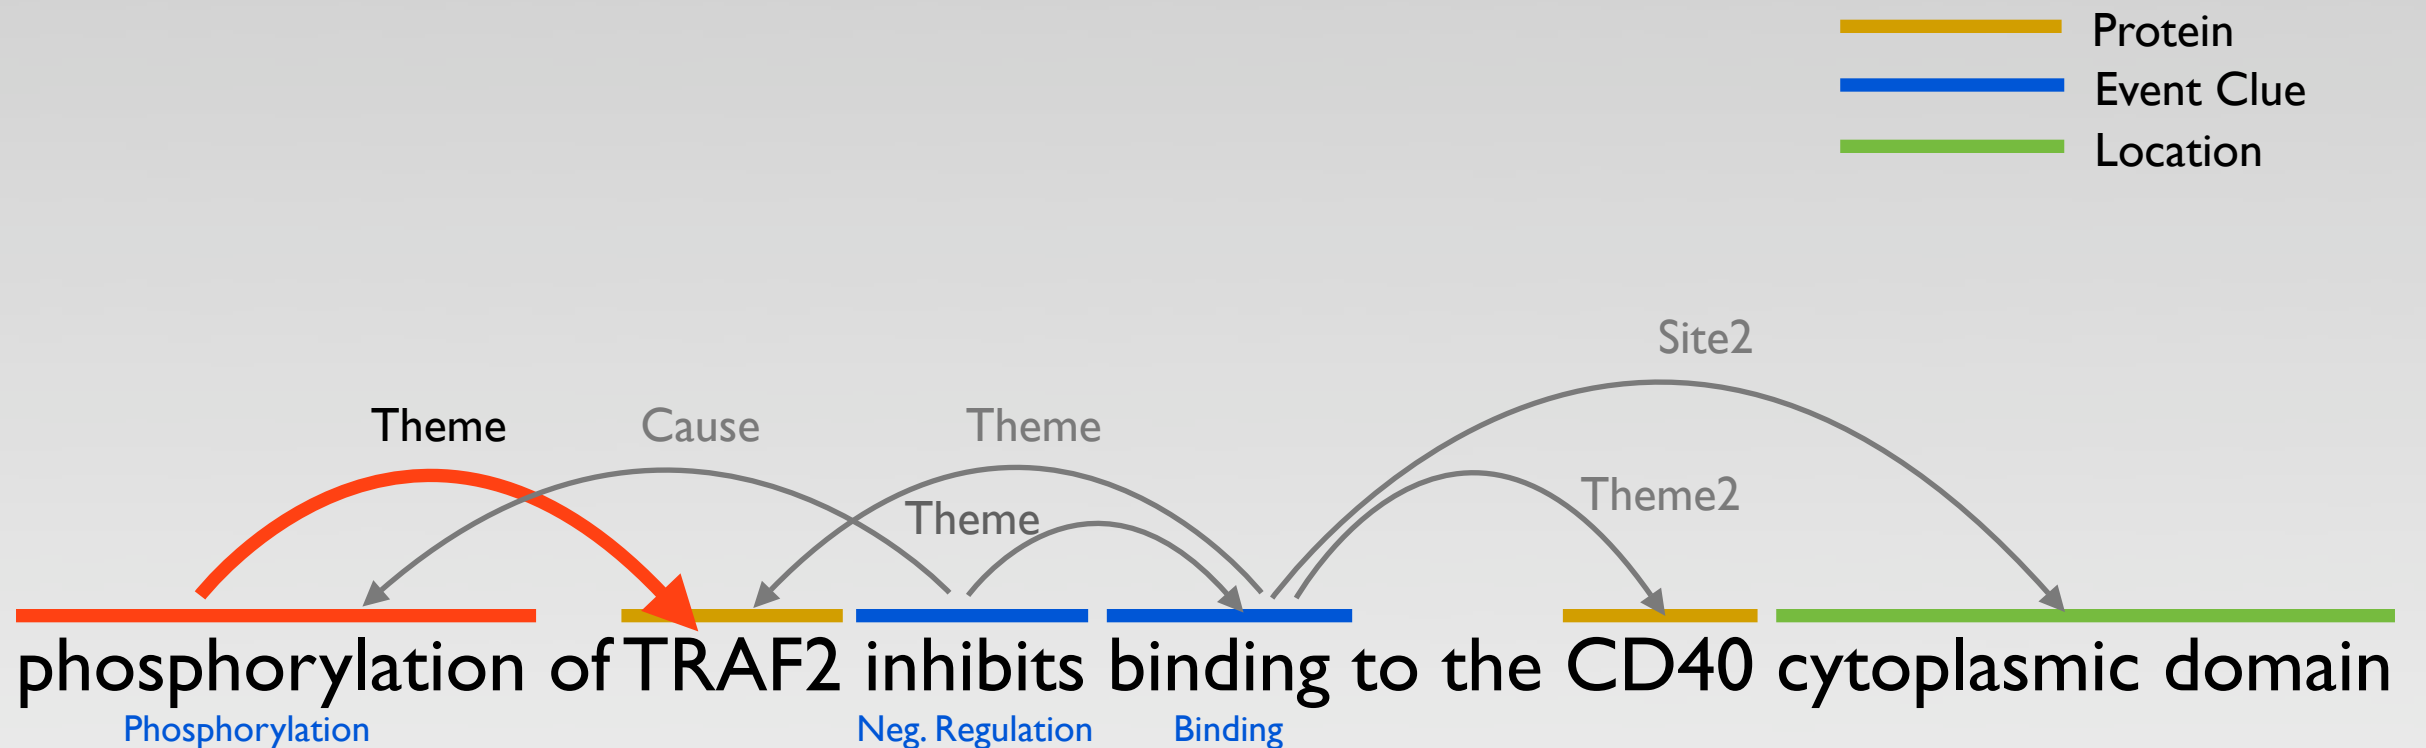 Protein
Event Clue
Location
Site2
Theme
Cause
Theme
Theme2
Theme
phosphorylation of TRAF2 inhibits binding to the CD40 cytoplasmic domain
Phosphorylation
Neg. Regulation
Binding